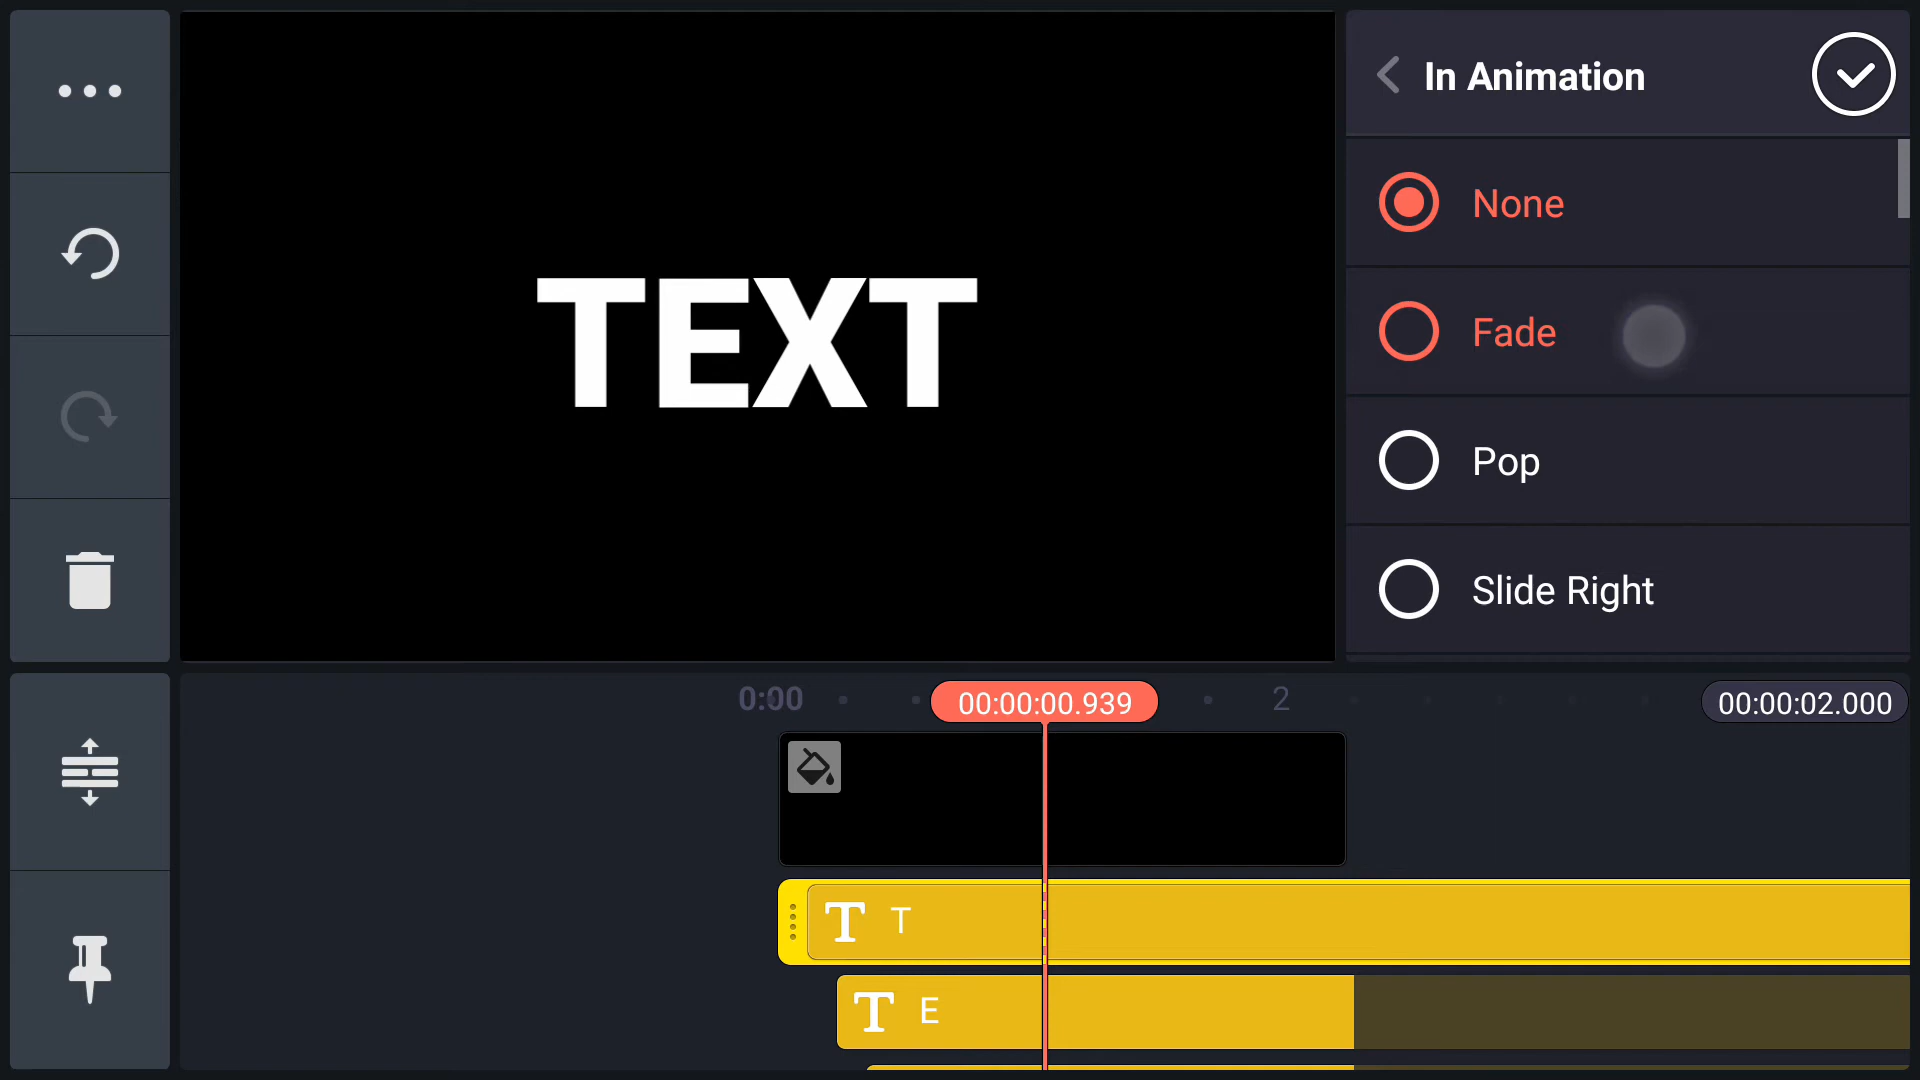 In Animation
None
Fade
Pop
Slide Right
TEXT
0:00
00:00:00.939
2
00:00:02.000
T T
T E